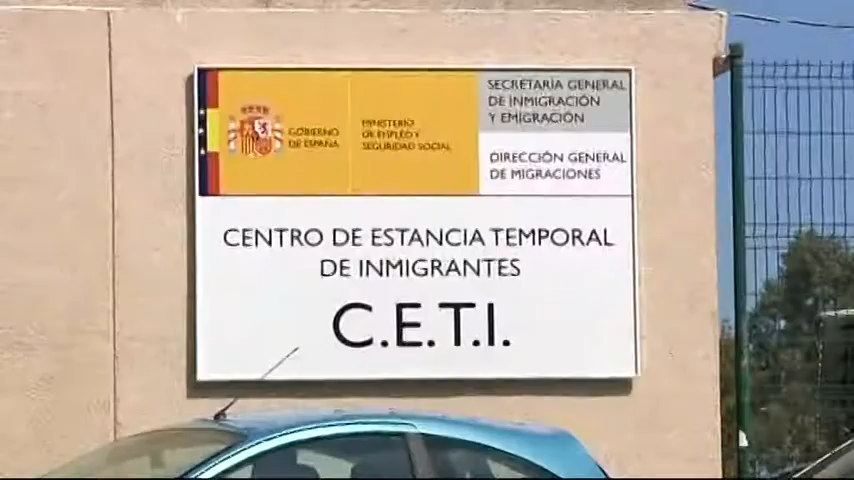 GOBIERNO
DE ESPAÑA
MINISTERIO
DE EMPLEO Y
SEGURIDAD SOCIAL
SECRETARÍA GENERAL
DE INMIGRACIÓN
Y EMIGRACIÓN
DIRECCIÓN GENERAL
DE MIGRACIONES
CENTRO DE ESTANCIA TEMPORAL
DE INMIGRANTES
C.E.T.I.